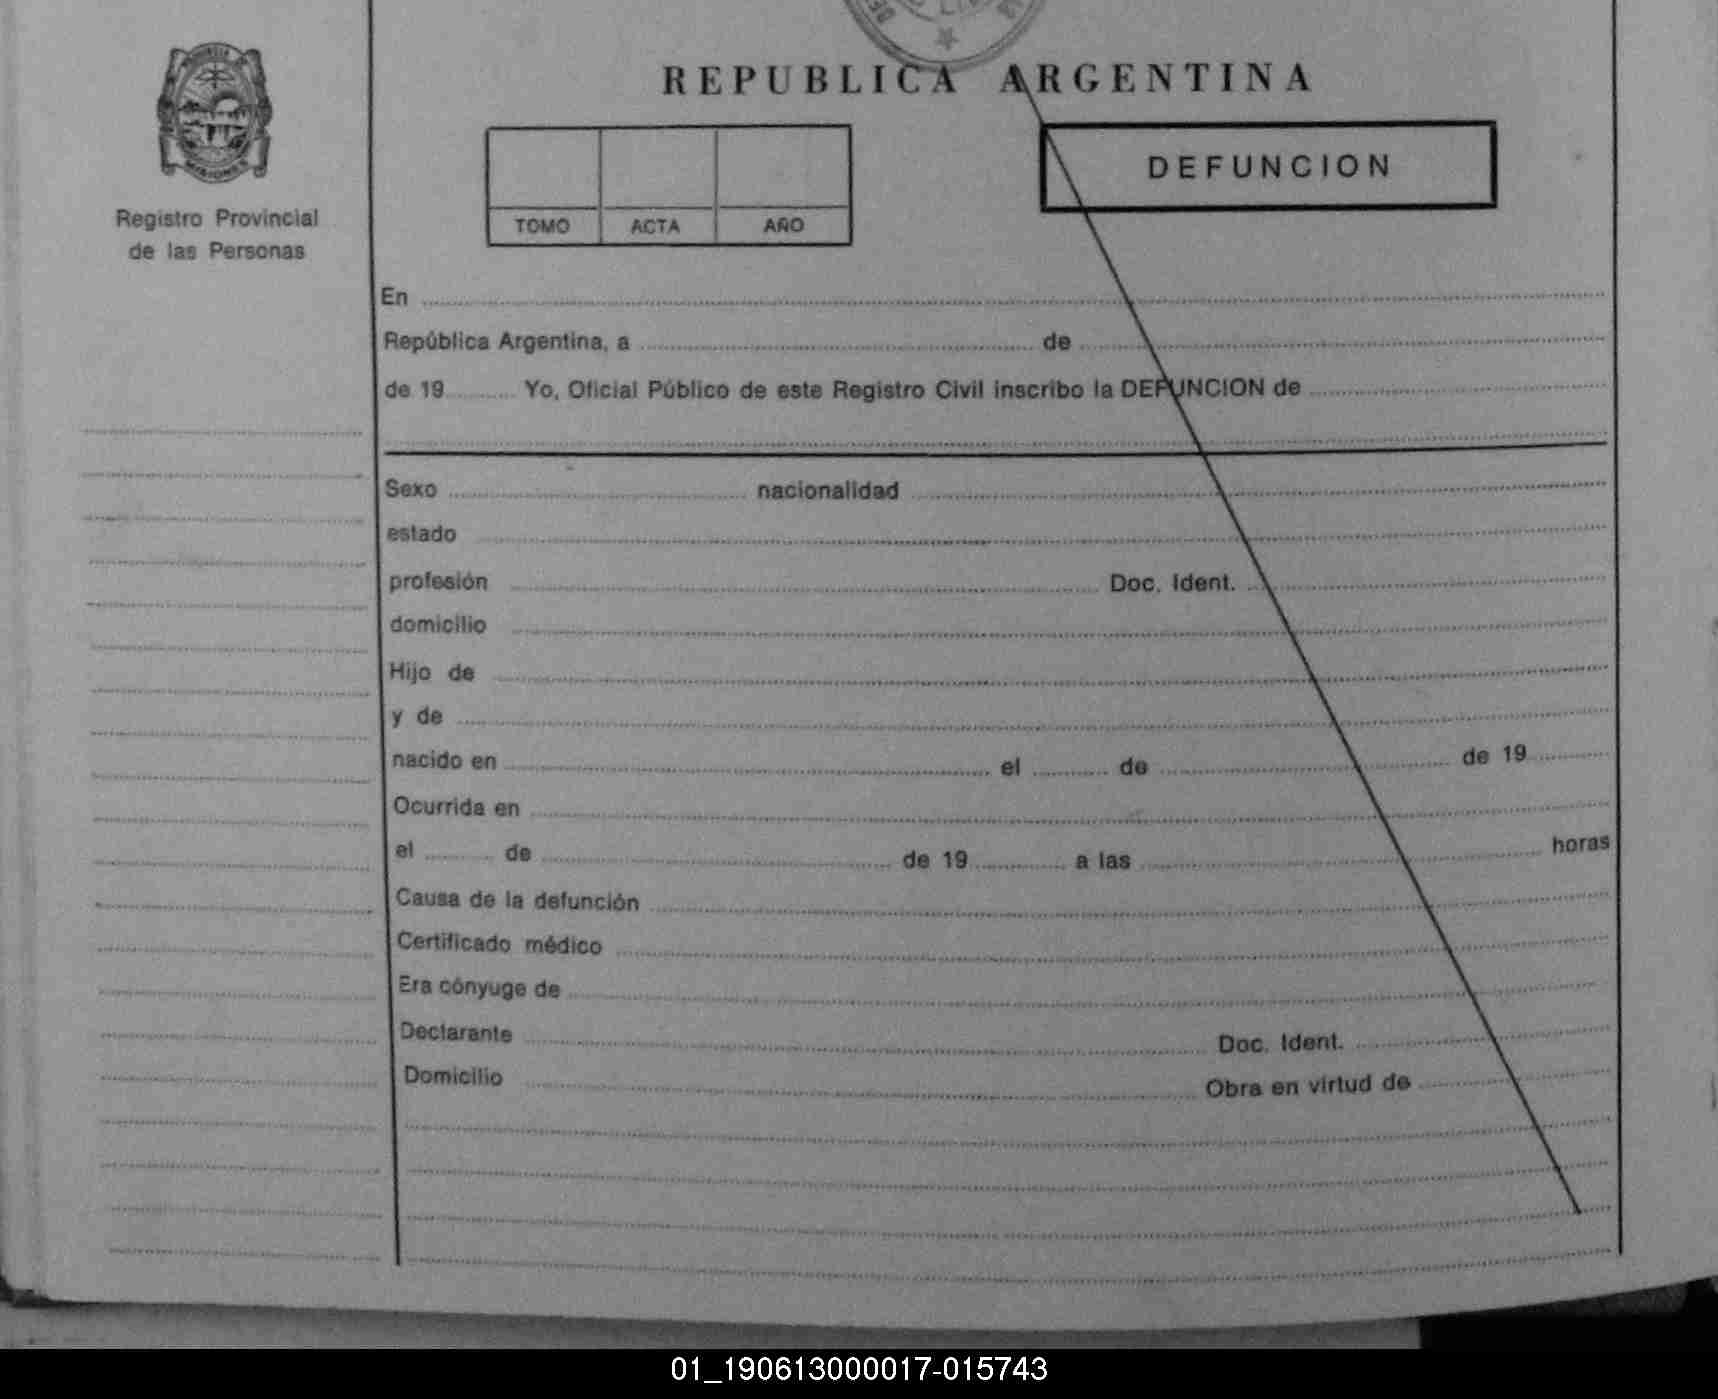 REPUBLICA ARGENTINA
DEFUNCION
TOMO ACTA AÑO
Registro Provincial
de las Personas
En
República Argentina, a de
de 19 Yo, Oficial Público de este Registro Civil inscribo la DEFUNCION de
Sexo nacionalidad
estado
profesión Doc. Ident.
domicilio
Hijo de
y de
nacido en el de de 19
Ocurrida en
el de de 19 a las horas
Causa de la defunción
Certificado médico
Era cónyuge de
Declarante Doc. Ident.
Domicilio Obra en virtud de
01_190613000017-015743